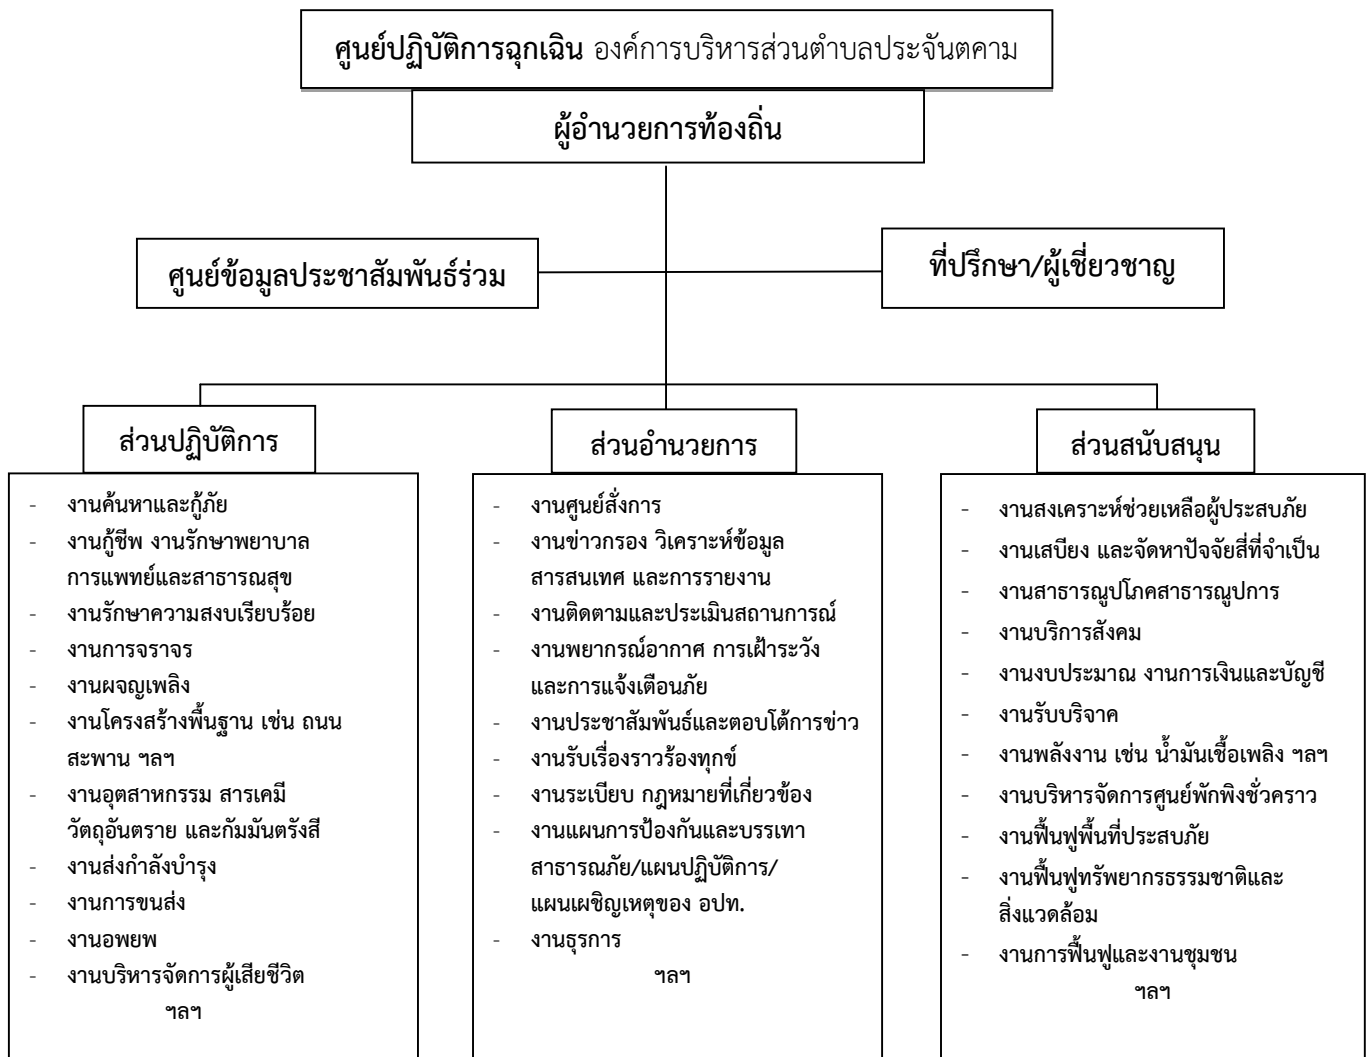 ศูนย์ปฏิบัติการฉุกเฉิน องค์การบริหารส่วนตำบลประจันตคาม
ผู้อำนวยการท้องถิ่น
ศูนย์ข้อมูลประชาสัมพันธ์ร่วม
ที่ปรึกษา/ผู้เชี่ยวชาญ
ส่วนปฏิบัติการ
- งานค้นหาและกู้ภัย
- งานกู้ชีพ งานรักษาพยาบาล
การแพทย์และสาธารณสุข
- งานรักษาความสงบเรียบร้อย
- งานการจราจร
- งานผจญเพลิง
- งานโครงสร้างพื้นฐาน เช่น ถนน
สะพาน ฯลฯ
- งานอุตสาหกรรม สารเคมี
วัตถุอันตราย และกัมมันตรังสี
- งานส่งกำลังบำรุง
- งานการขนส่ง
- งานอพยพ
- งานบริหารจัดการผู้เสียชีวิต
ฯลฯ
ส่วนอำนวยการ
- งานศูนย์สั่งการ
- งานข่าวกรอง วิเคราะห์ข้อมูล
สารสนเทศ และการรายงาน
- งานติดตามและประเมินสถานการณ์
- งานพยากรณ์อากาศ การเฝ้าระวัง
และการแจ้งเตือนภัย
- งานประชาสัมพันธ์และตอบโต้การข่าว
- งานรับเรื่องราวร้องทุกข์
- งานระเบียบ กฎหมายที่เกี่ยวข้อง
- งานแผนการป้องกันและบรรเทา
สาธารณภัย/แผนปฏิบัติการ/
แผนเผชิญเหตุของ อปท.
- งานธุรการ
ฯลฯ
ส่วนสนับสนุน
- งานสงเคราะห์ช่วยเหลือผู้ประสบภัย
- งานเสบียง และจัดหาปัจจัยสี่ที่จำเป็น
- งานสาธารณูปโภคสาธารณูปการ
- งานบริการสังคม
- งานงบประมาณ งานการเงินและบัญชี
- งานรับบริจาค
- งานพลังงาน เช่น น้ำมันเชื้อเพลิง ฯลฯ
- งานบริหารจัดการศูนย์พักพิงชั่วคราว
- งานฟื้นฟูพื้นที่ประสบภัย
- งานฟื้นฟูทรัพยากรธรรมชาติและ
สิ่งแวดล้อม
- งานการฟื้นฟูและงานชุมชน
ฯลฯ